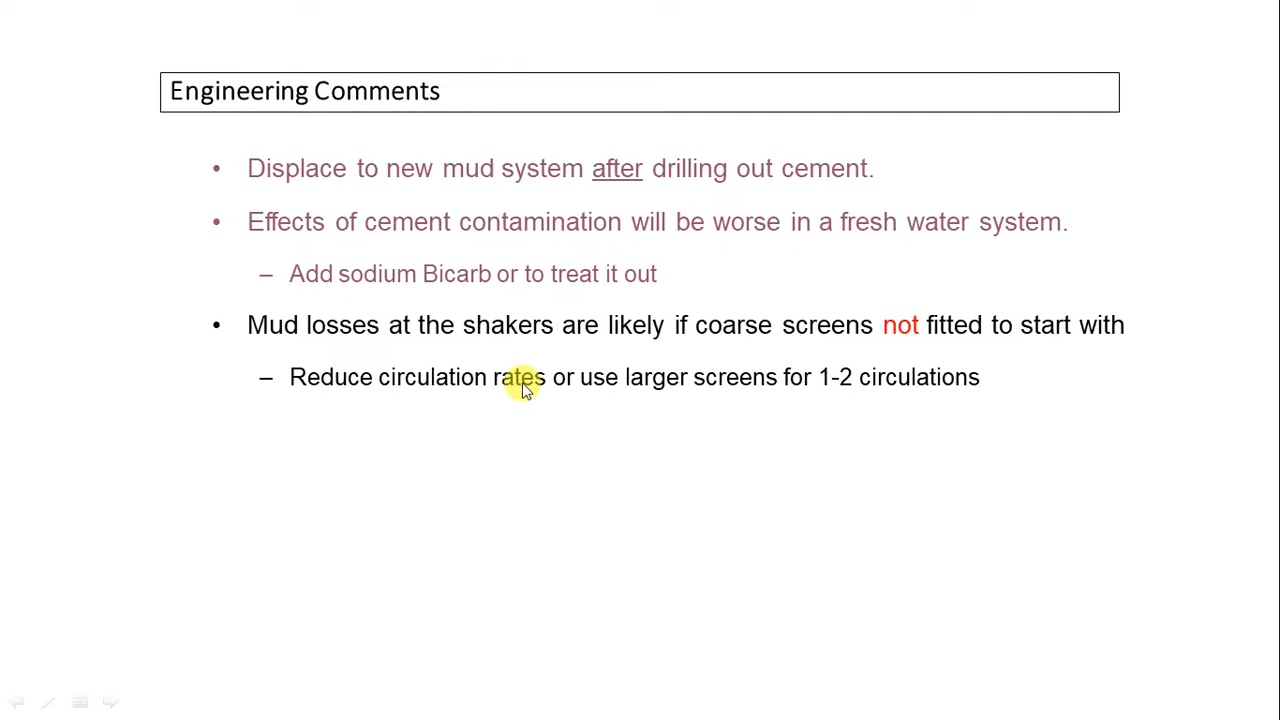 Engineering Comments
• Displace to new mud system after drilling out cement.
• Effects of cement contamination will be worse in a fresh water system.
– Add sodium Bicarb or to treat it out
• Mud losses at the shakers are likely if coarse screens not fitted to start with
– Reduce circulation rates or use larger screens for 1-2 circulations